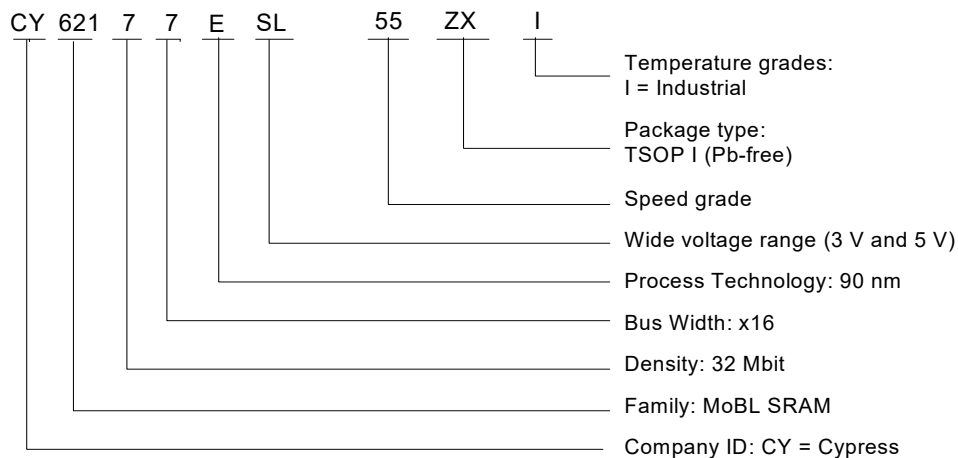 CY 621 7 7 E SL 55 ZX I
Temperature grades:
I = Industrial
Package type:
TSOP I (Pb-free)
Speed grade
Wide voltage range (3 V and 5 V)
Process Technology: 90 nm
Bus Width: x16
Density: 32 Mbit
Family: MoBL SRAM
Company ID: CY = Cypress